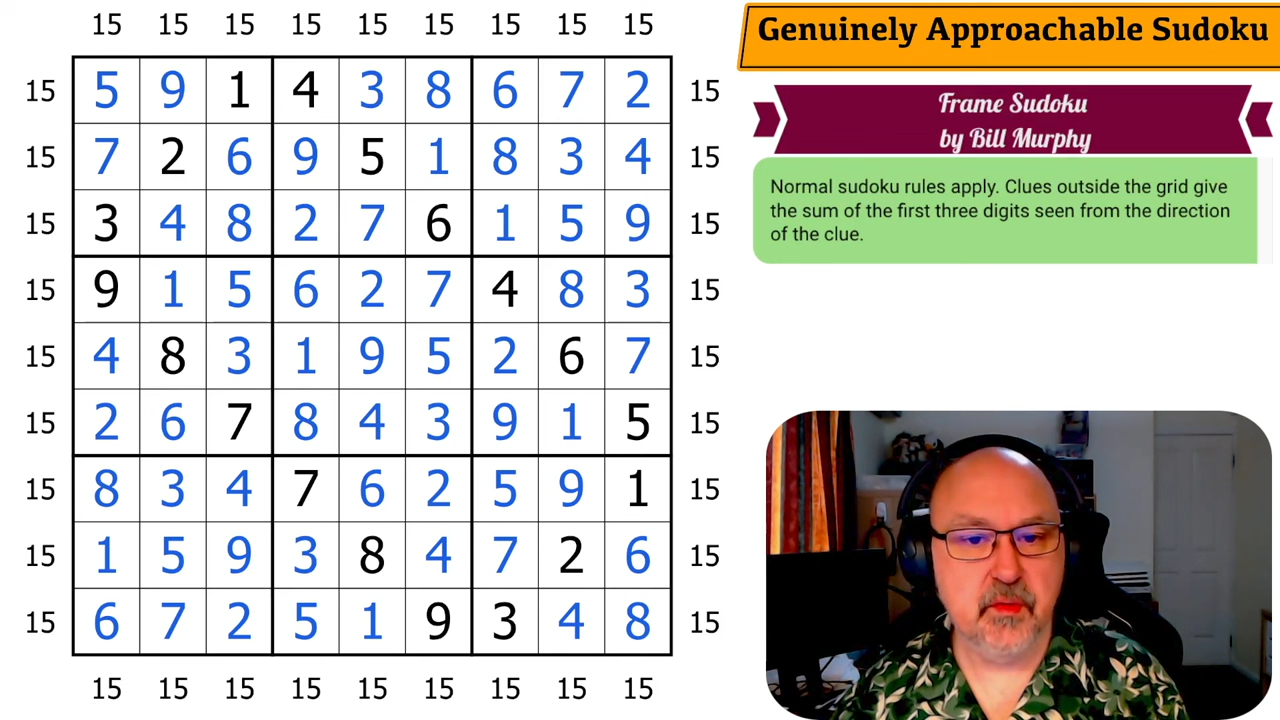 Genuinely Approachable Sudoku
Frame Sudoku
by Bill Murphy
Normal sudoku rules apply. Clues outside the grid give
the sum of the first three digits seen from the direction
of the clue.
15 15 15 15 15 15 15 15 15
15 5 9 1 4 3 8 6 7 2 15
15 7 2 6 9 5 1 8 3 4 15
15 3 4 8 2 7 6 1 5 9 15
15 9 1 5 6 2 7 4 8 3 15
15 4 8 3 1 9 5 2 6 7 15
15 2 6 7 8 4 3 9 1 5 15
15 8 3 4 7 6 2 5 9 1 15
15 1 5 9 3 8 4 7 2 6 15
15 6 7 2 5 1 9 3 4 8 15
15 15 15 15 15 15 15 15 15